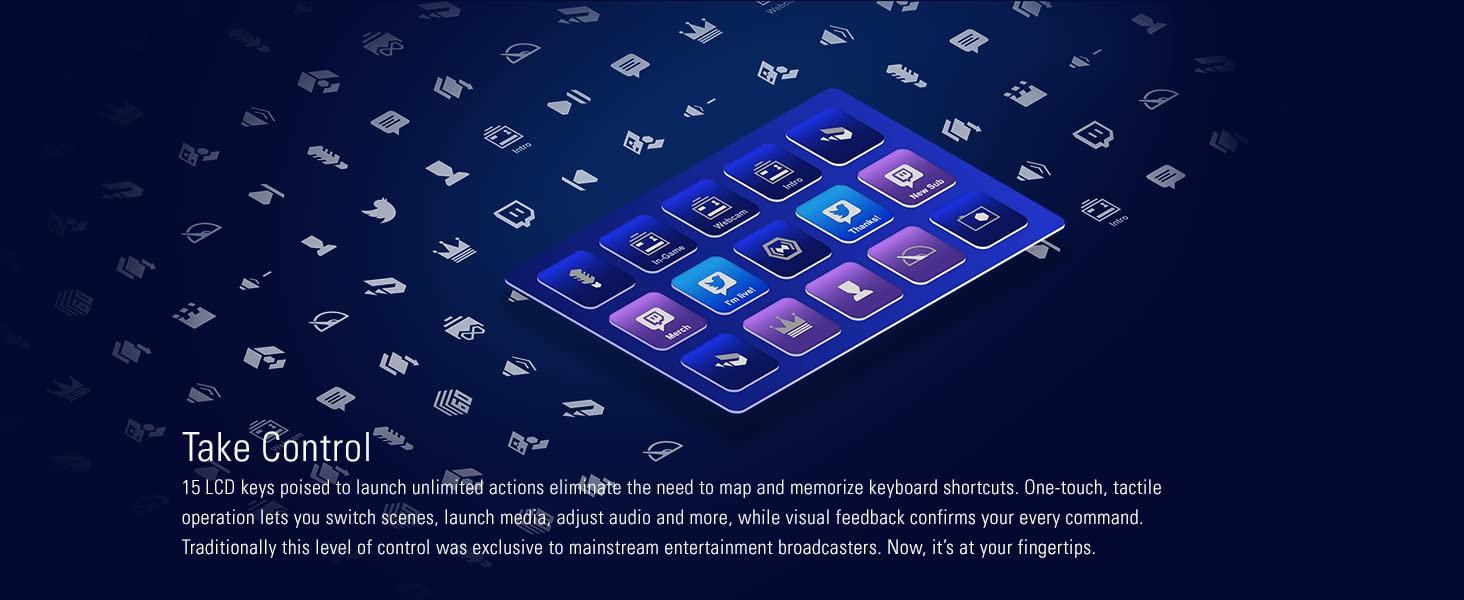 Webcam
Intro
Intro
Intro
New Sub
Webcam
Thanks!
In-Game
I'm live!
Merch
Take Control
15 LCD keys poised to launch unlimited actions eliminate the need to map and memorize keyboard shortcuts. One-touch, tactile
operation lets you switch scenes, launch media, adjust audio and more, while visual feedback confirms your every command.
Traditionally this level of control was exclusive to mainstream entertainment broadcasters. Now, it’s at your fingertips.